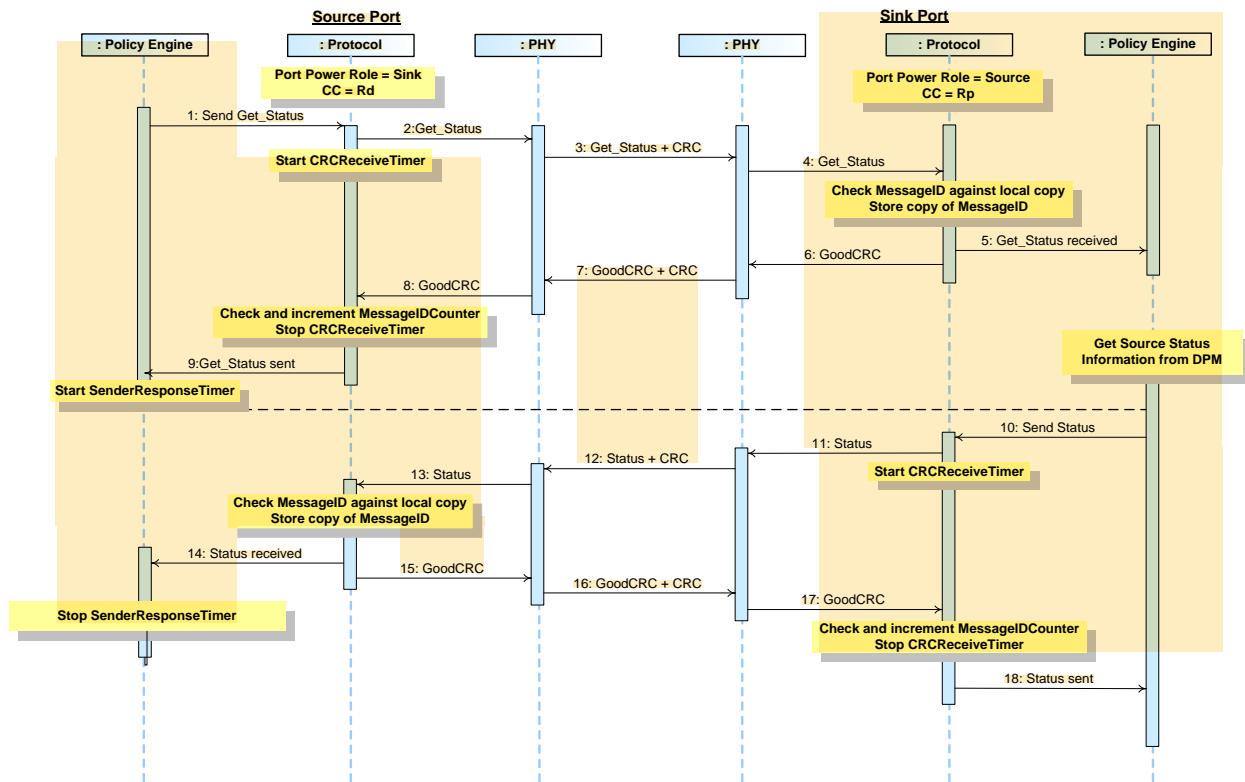 Source Port
Sink Port
: Policy Engine
: Protocol
: PHY
: PHY
: Protocol
: Policy Engine
Port Power Role = Sink
CC = Rd
Port Power Role = Source
CC = Rp
1: Send Get_Status
2:Get_Status
3: Get_Status + CRC
Start CRCReceiveTimer
4: Get_Status
Check MessageID against local copy
Store copy of MessageID
5: Get_Status received
6: GoodCRC
7: GoodCRC + CRC
8: GoodCRC
Check and increment MessageIDCounter
Stop CRCReceiveTimer
9:Get_Status sent
Start SenderResponseTimer
Get Source Status
Information from DPM
10: Send Status
11: Status
Start CRCReceiveTimer
12: Status + CRC
13: Status
Check MessageID against local copy
Store copy of MessageID
14: Status received
15: GoodCRC
16: GoodCRC + CRC
17: GoodCRC
Stop SenderResponseTimer
Check and increment MessageIDCounter
Stop CRCReceiveTimer
18: Status sent